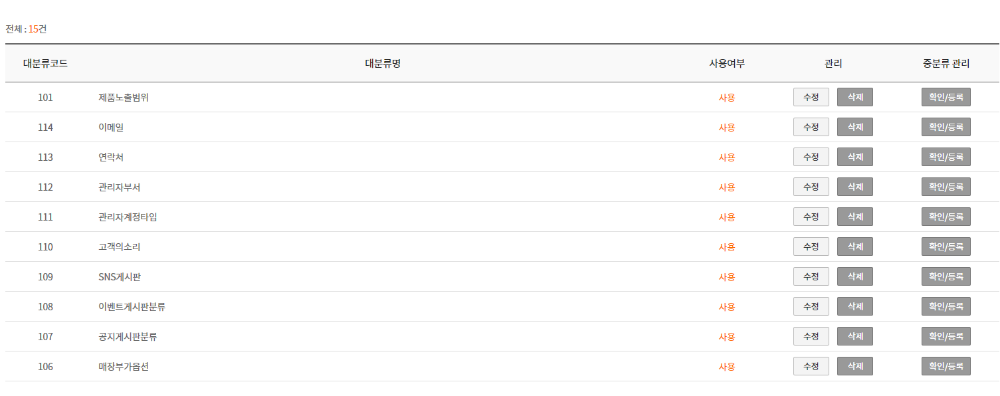 전체 : 15건
대분류코드 대분류명 사용여부 관리 중분류 관리
101 제품노출범위 사용 수정 삭제 확인/등록
114 이메일 사용 수정 삭제 확인/등록
113 연락처 사용 수정 삭제 확인/등록
112 관리자부서 사용 수정 삭제 확인/등록
111 관리자계정타입 사용 수정 삭제 확인/등록
110 고객의소리 사용 수정 삭제 확인/등록
109 SNS게시판 사용 수정 삭제 확인/등록
108 이벤트게시판분류 사용 수정 삭제 확인/등록
107 공지게시판분류 사용 수정 삭제 확인/등록
106 매장부가옵션 사용 수정 삭제 확인/등록